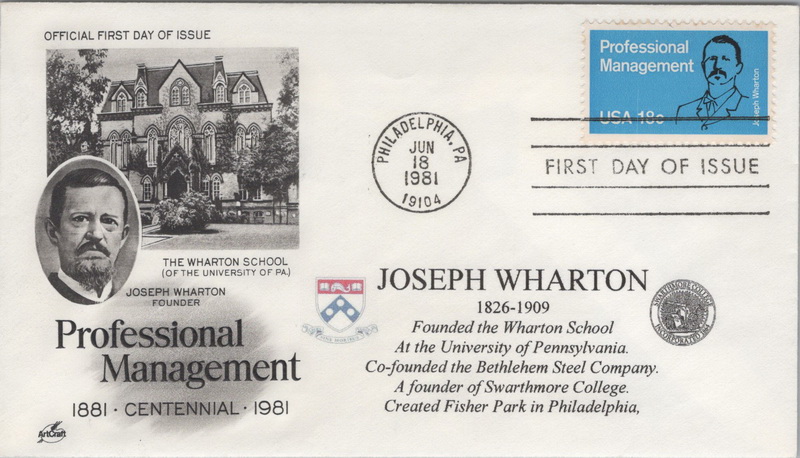 OFFICIAL FIRST DAY OF ISSUE
THE WHARTON SCHOOL
(OF THE UNIVERSITY OF PA.)
JOSEPH WHARTON
FOUNDER
Professional
Management
1881 · CENTENNIAL · 1981
ArtCraft
PHILADELPHIA, PA
JUN
18
1981
19104
Professional
Management
Joseph Wharton
USA 18c
FIRST DAY OF ISSUE
JOSEPH WHARTON
1826-1909
Founded the Wharton School
At the University of Pennsylvania.
Co-founded the Bethlehem Steel Company.
A founder of Swarthmore College.
Created Fisher Park in Philadelphia,
SWARTHMORE COLLEGE
INCORPORATED